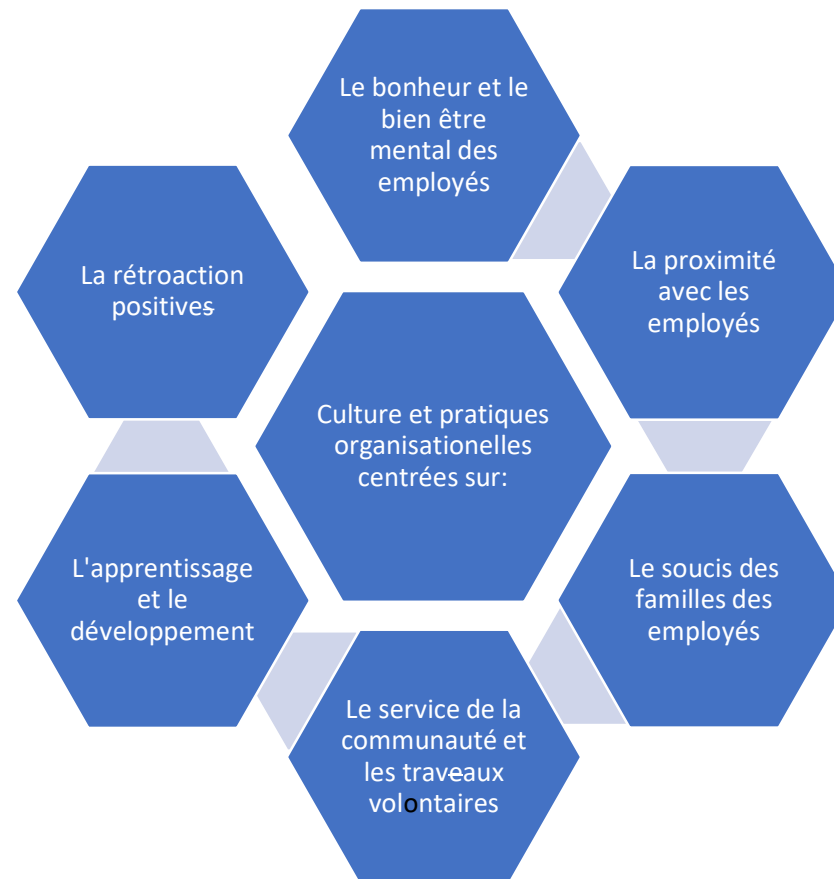 Le bonheur et le
bien être
mental des
employés
La proximité
avec les
employés
Le soucis des
familles des
employés
Le service de la
communauté et
les traveaux
volontaires
L'apprentissage
et le
développement
La rétroaction
positives
Culture et pratiques
organisationelles
centrées sur: